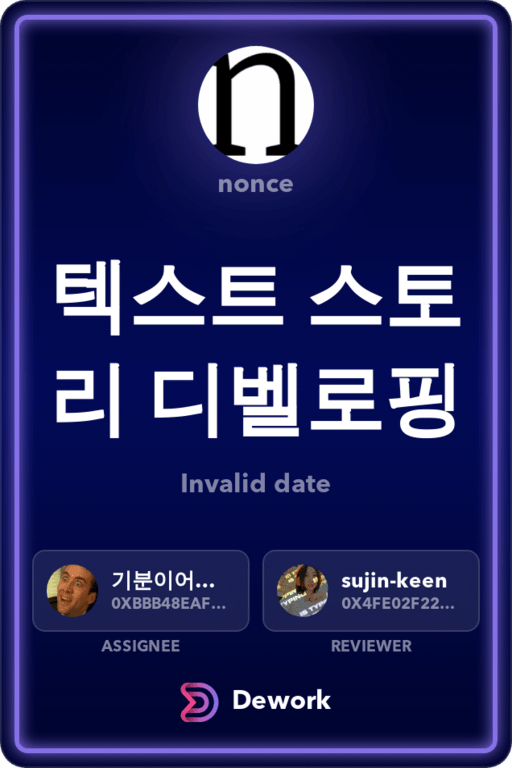 n
nonce
텍스트 스토
리 디벨로핑
Invalid date
기분이어...
0XBBB48EAF...
sujin-keen
0X4FE02F22...
ASSIGNEE
REVIEWER
Dework